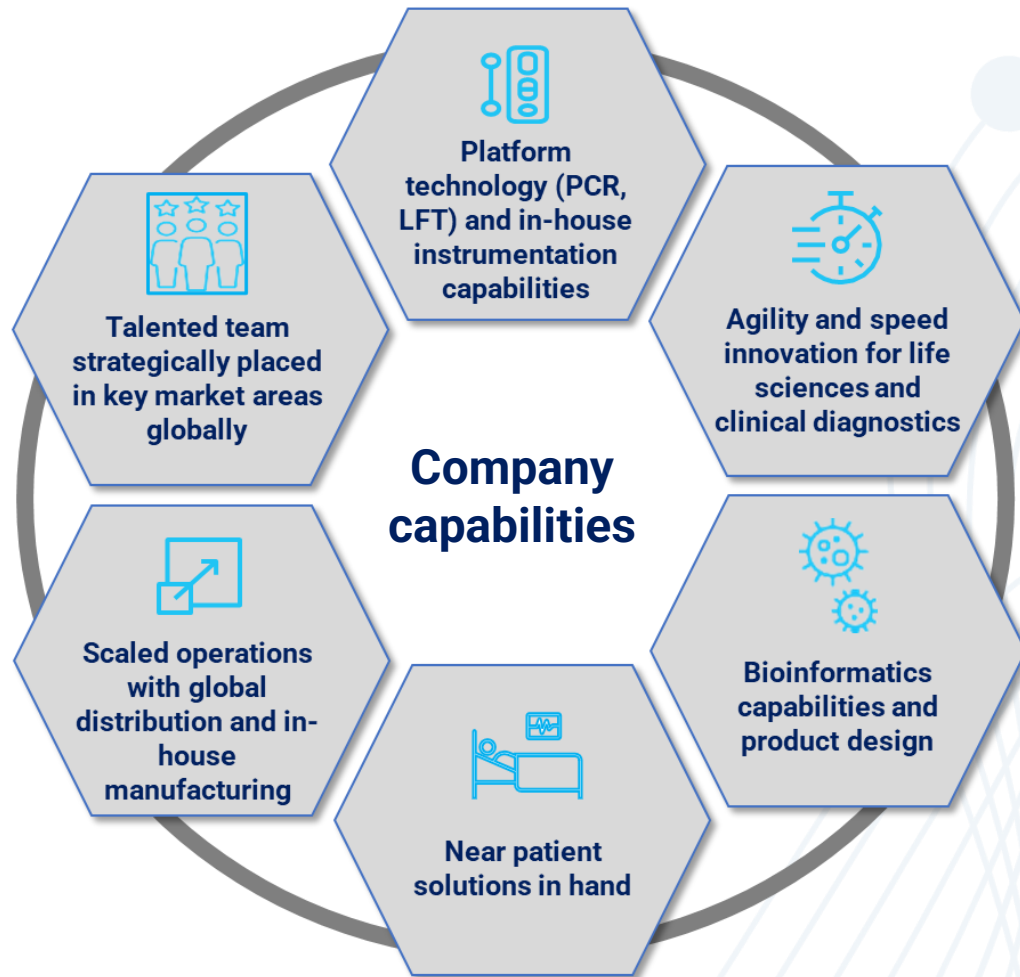 Platform
technology (PCR,
LFT) and in-house
instrumentation
capabilities
Agility and speed
innovation for life
sciences and
clinical diagnostics
Talented team
strategically placed
in key market areas
globally
Company
capabilities
Bioinformatics
capabilities and
product design
Scaled operations
with global
distribution and in-
house
manufacturing
Near patient
solutions in hand